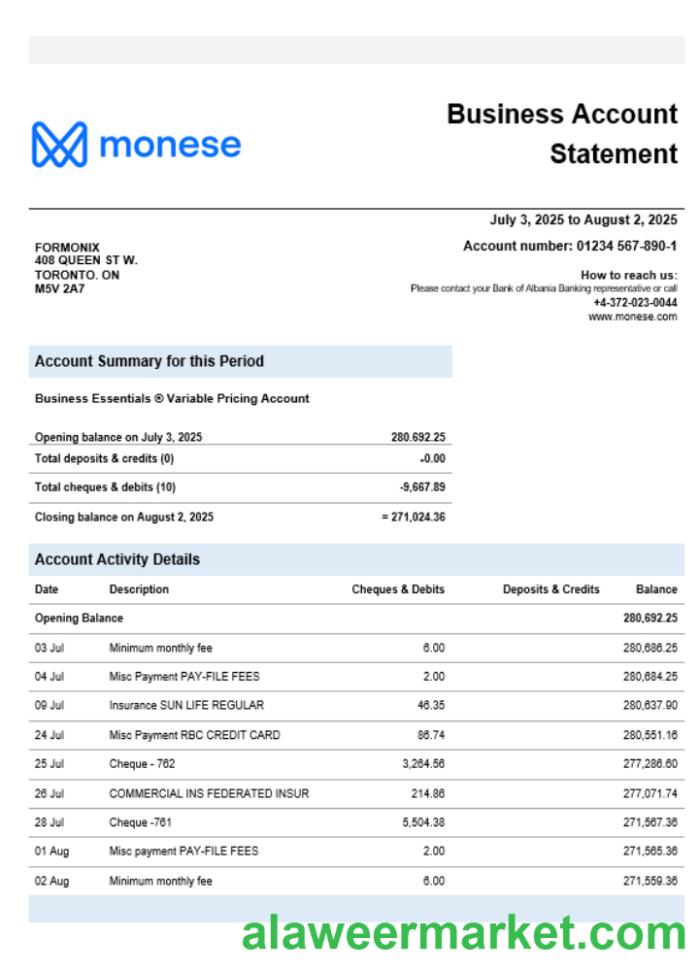 monese
Business Account
Statement
July 3, 2025 to August 2, 2025
Account number: 01234 567-890-1
FORMONIX
408 QUEEN ST W.
TORONTO. ON
M5V 2A7
How to reach us:
Please contact your Bank of Albania Banking representative or call
+4-372-023-0044
www.monese.com
Account Summary for this Period
Business Essentials ® Variable Pricing Account
Opening balance on July 3, 2025 280.692.25
Total deposits & credits (0) -0.00
Total cheques & debits (10) -9,667.89
Closing balance on August 2, 2025 = 271,024.36
Account Activity Details
Date Description Cheques & Debits Deposits & Credits Balance
Opening Balance 280,692.25
03 Jul Minimum monthly fee 6.00 280,686.25
04 Jul Misc Payment PAY-FILE FEES 2.00 280,684.25
09 Jul Insurance SUN LIFE REGULAR 46.35 280,637.90
24 Jul Misc Payment RBC CREDIT CARD 86.74 280,551.16
25 Jul Cheque - 762 3,264.56 277,286.60
26 Jul COMMERCIAL INS FEDERATED INSUR 214.86 277,071.74
28 Jul Cheque -761 5,504.38 271,567.36
01 Aug Misc payment PAY-FILE FEES 2.00 271,565.36
02 Aug Minimum monthly fee 6.00 271,559.36
alaweermarket.com